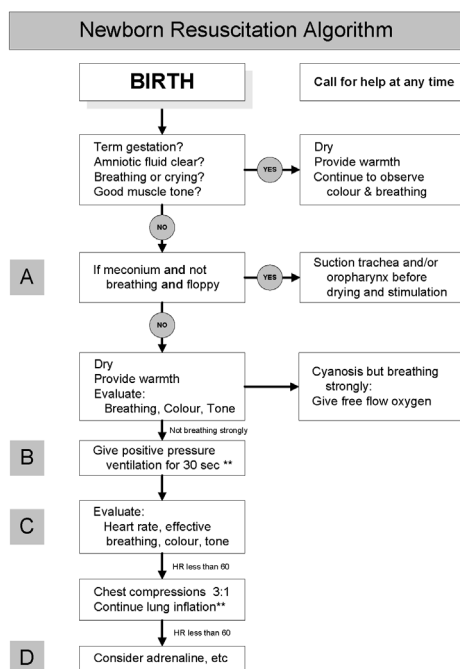 Newborn Resuscitation Algorithm
BIRTH
Call for help at any time
Term gestation?
Amniotic fluid clear?
Breathing or crying?
Good muscle tone?
YES
Dry
Provide warmth
Continue to observe
colour & breathing
NO
A
If meconium and not
breathing and floppy
YES
Suction trachea and/or
oropharynx before
drying and stimulation
NO
Dry
Provide warmth
Evaluate:
Breathing, Colour, Tone
Cyanosis but breathing
strongly:
Give free flow oxygen
Not breathing strongly
B
Give positive pressure
ventilation for 30 sec **
C
Evaluate:
Heart rate, effective
breathing, colour, tone
HR less than 60
Chest compressions 3:1
Continue lung inflation**
HR less than 60
D
Consider adrenaline, etc